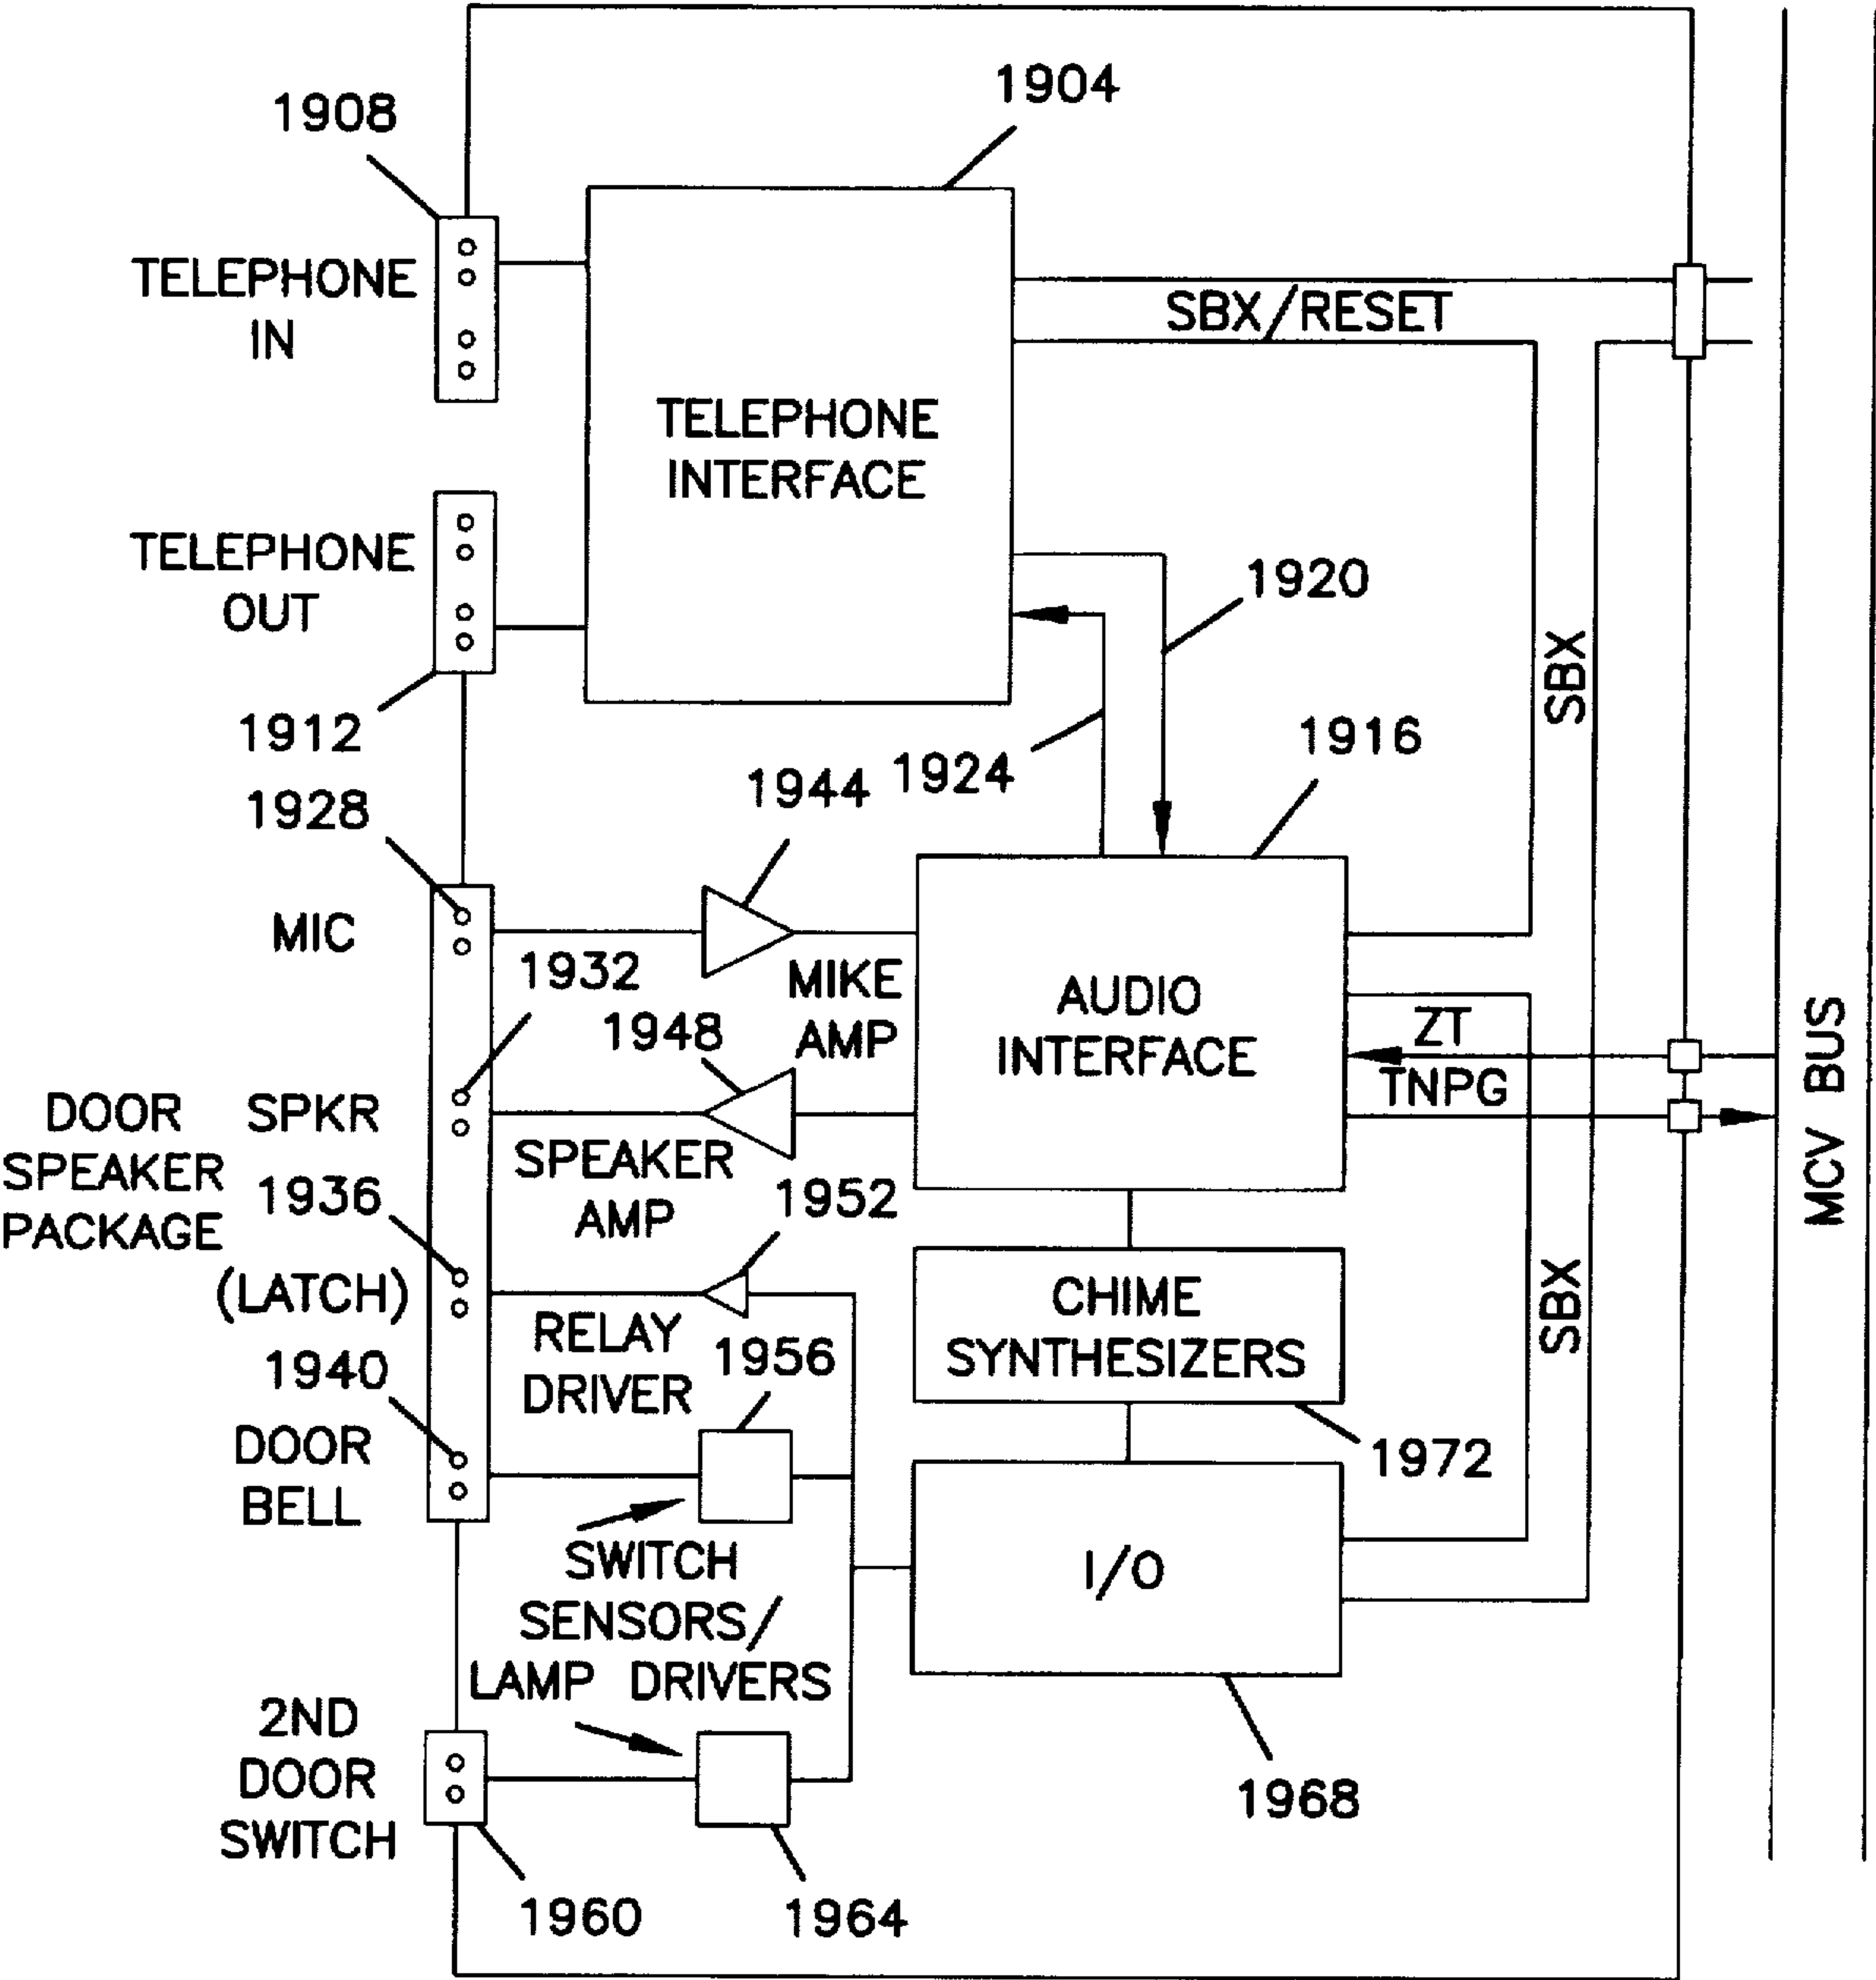 1904
1908
TELEPHONE
IN
SBX/RESET
TELEPHONE
INTERFACE
TELEPHONE
OUT
1920
SBX
1912
1924
1916
1928
1944
MIC
1932
MIKE
AMP
AUDIO
INTERFACE
ZT
TNPG
MCV BUS
1948
DOOR
SPEAKER
PACKAGE
SPKR
SPEAKER
AMP
1936
1952
(LATCH)
CHIME
SYNTHESIZERS
SBX
RELAY
DRIVER
1956
1940
1972
DOOR
BELL
SWITCH
SENSORS/
LAMP DRIVERS
I/O
2ND
DOOR
SWITCH
1968
1960
1964